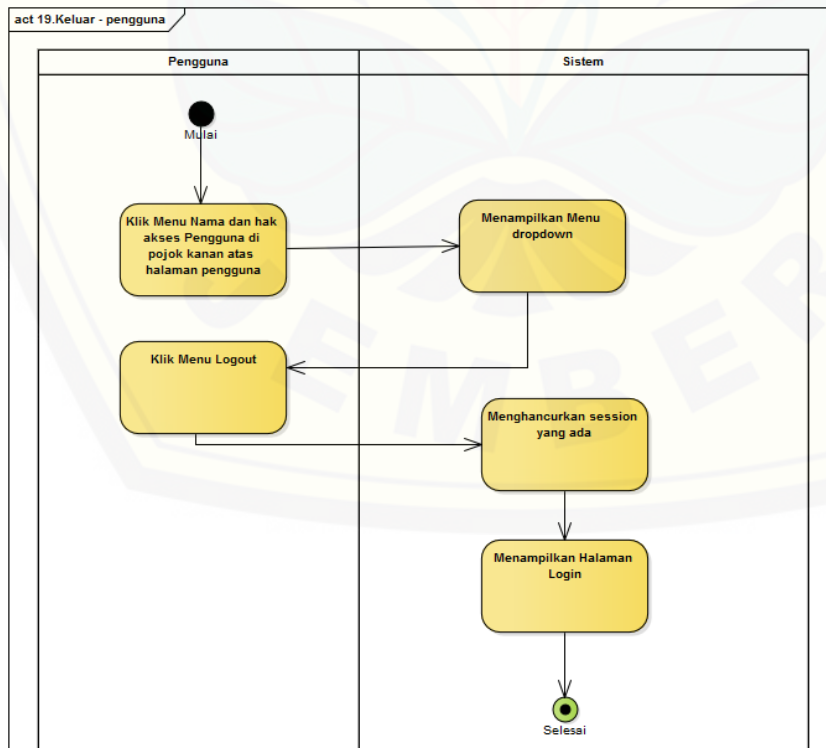 act 19.Keluar - pengguna
Pengguna
Sistem
Mulai
Klik Menu Nama dan hak
akses Pengguna di
pojok kanan atas
halaman pengguna
Menampilkan Menu
dropdown
Klik Menu Logout
Menghancurkan session
yang ada
Menampilkan Halaman
Login
Selesai
JEMBER